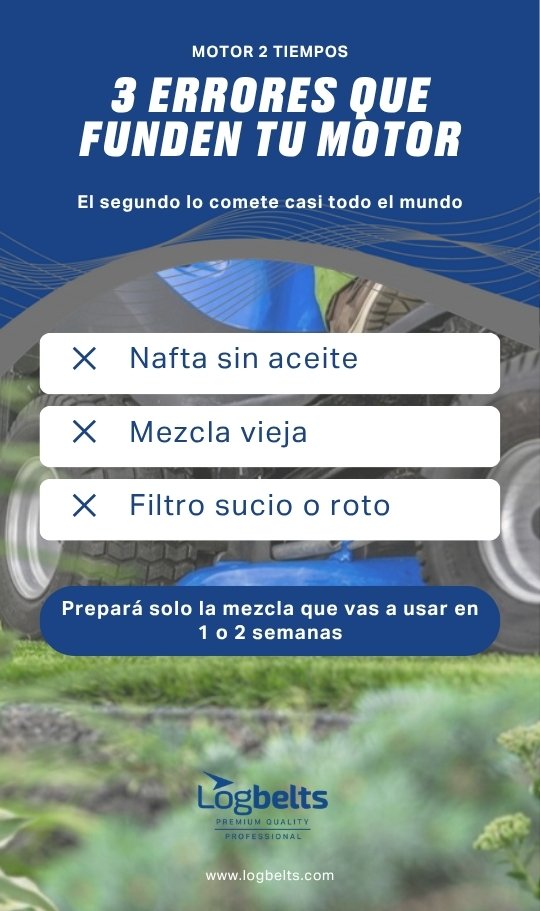 MOTOR 2 TIEMPOS
3 ERRORES QUE
FUNDEN TU MOTOR
El segundo lo comete casi todo el mundo
Nafta sin aceite
Mezcla vieja
Filtro sucio o roto
Prepará solo la mezcla que vas a usar en
1 o 2 semanas
Logbelts
PREMIUM QUALITY
PROFESSIONAL
www.logbelts.com